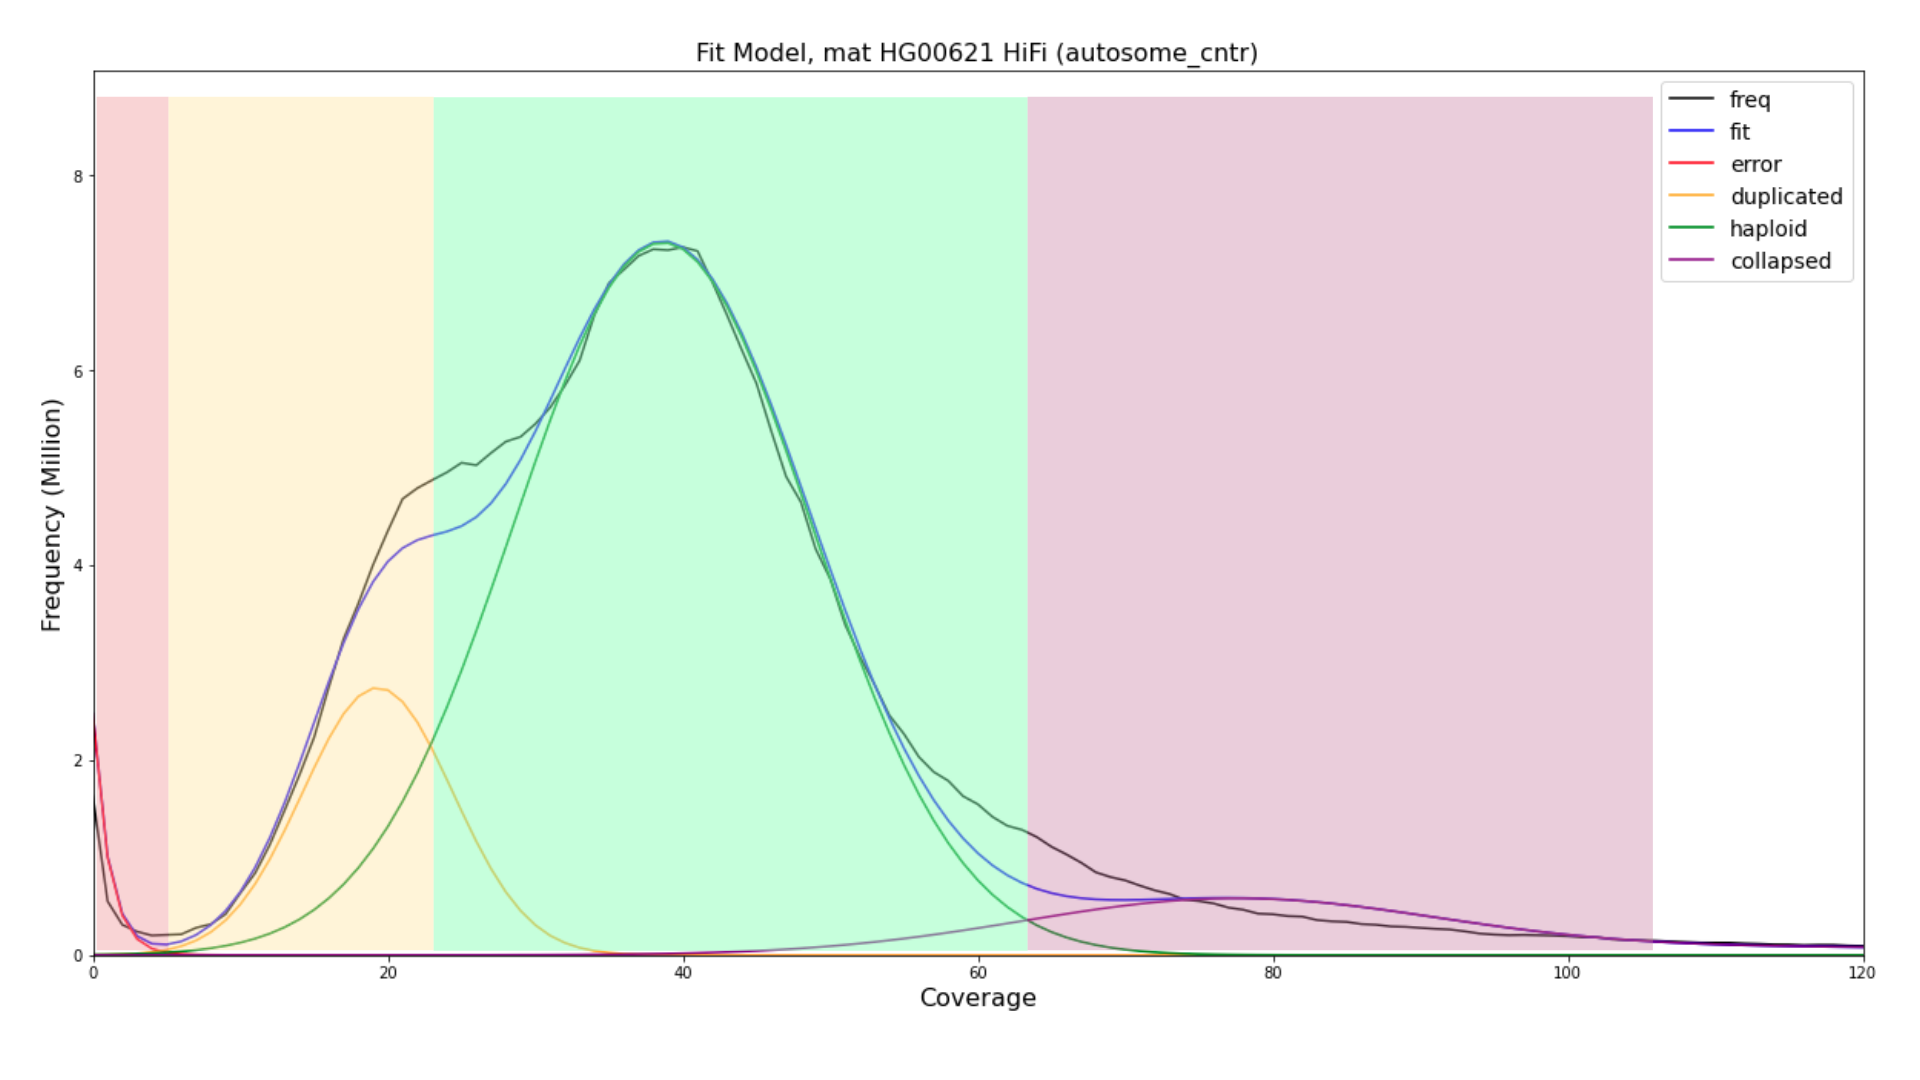 Fit Model, mat HG00621 HiFi (autosome_cntr)
freq
fit
error
duplicated
haploid
collapsed
Frequency (Million)
8
6
4
2
0
0 20 40 60 80 100 120
Coverage